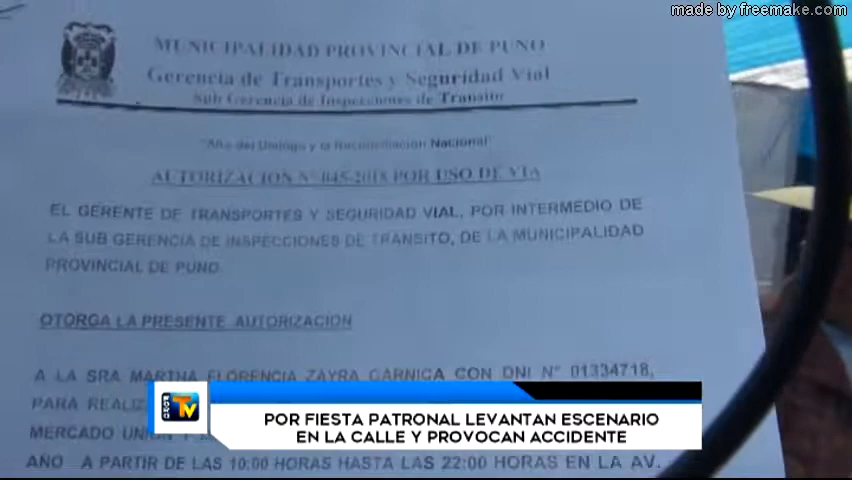 made by freemake.com
MUNICIPALIDAD PROVINCIAL DE PUNO
Gerencia de Transportes y Seguridad Vial
Sub Gerencia de Inspecciones de Transito
"Año del Dialogo y la Reconciliacion Nacional"
AUTORIZACION N° 045-2018 POR USO DE VIA
EL GERENTE DE TRANSPORTES Y SEGURIDAD VIAL, POR INTERMEDIO DE
LA SUB GERENCIA DE INSPECCIONES DE TRANSITO, DE LA MUNICIPALIDAD
PROVINCIAL DE PUNO
OTORGA LA PRESENTE AUTORIZACION
A LA SRA MARTHA FLORENCIA ZAYRA GARNICA CON DNI N° 01334718,
PARA
MERCADO
AÑO A PARTIR DE LAS 10:00 HORAS HASTA LAS 22:00 HORAS EN LA AV.
TV
POR FIESTA PATRONAL LEVANTAN ESCENARIO
EN LA CALLE Y PROVOCAN ACCIDENTE